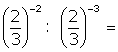 (2/3)⁻² : (2/3)⁻³ =